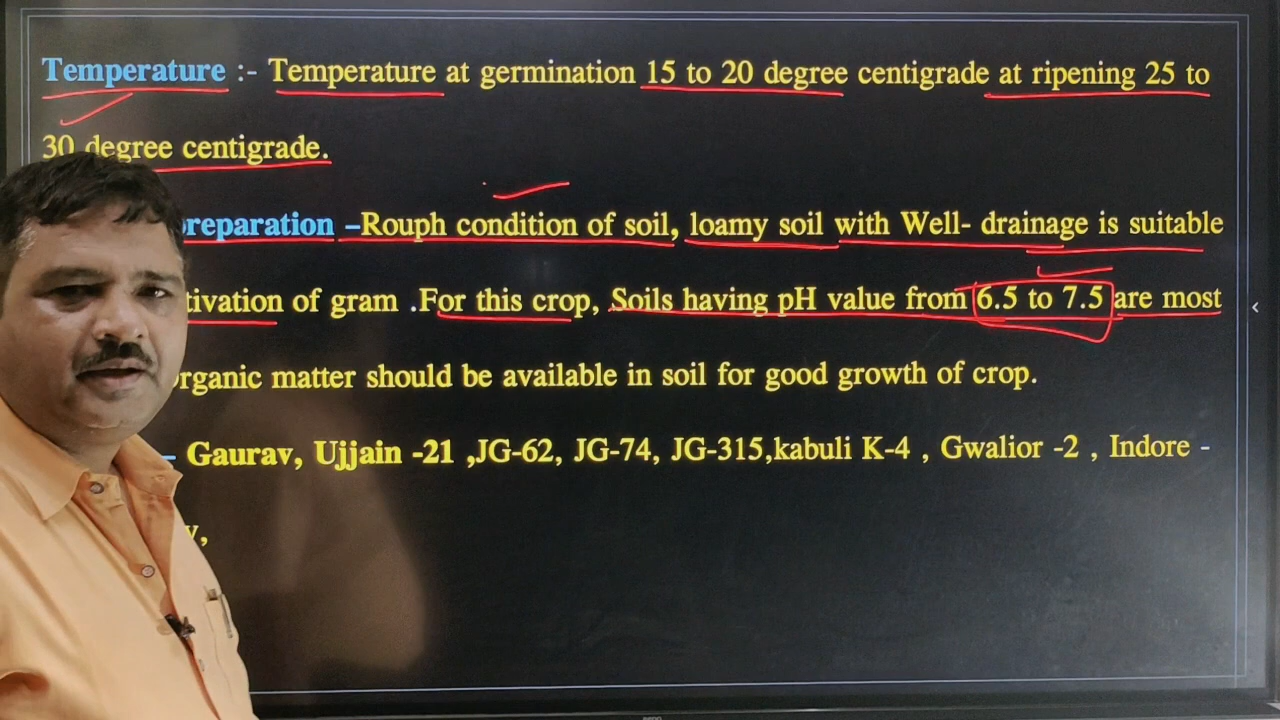 Temperature :- Temperature at germination 15 to 20 degree centigrade at ripening 25 to
30 degree centigrade.
preparation –Rouph condition of soil, loamy soil with Well- drainage is suitable
tivation of gram .For this crop, Soils having pH value from 6.5 to 7.5 are most
organic matter should be available in soil for good growth of crop.
– Gaurav, Ujjain -21 ,JG-62, JG-74, JG-315,kabuli K-4 , Gwalior -2 , Indore -